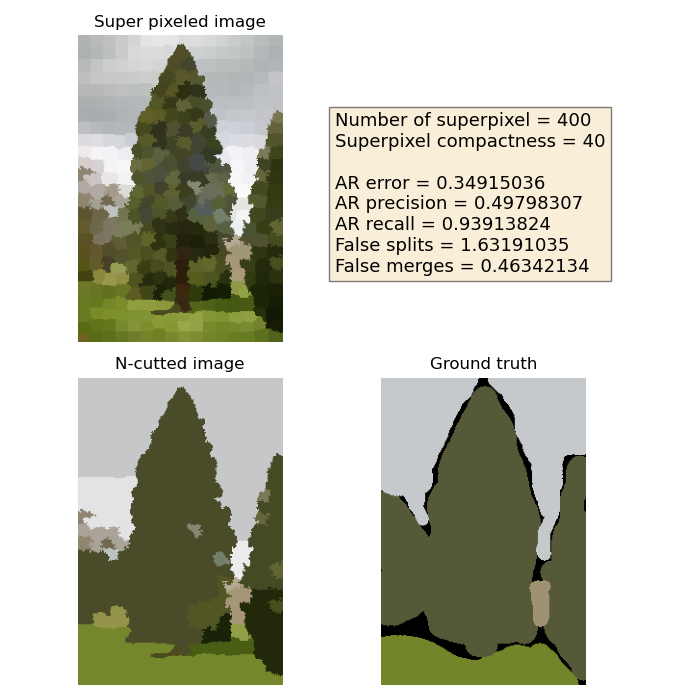 Super pixeled image
Number of superpixel = 400
Superpixel compactness = 40
AR error = 0.34915036
AR precision = 0.49798307
AR recall = 0.93913824
False splits = 1.63191035
False merges = 0.46342134
N-cutted image
Ground truth